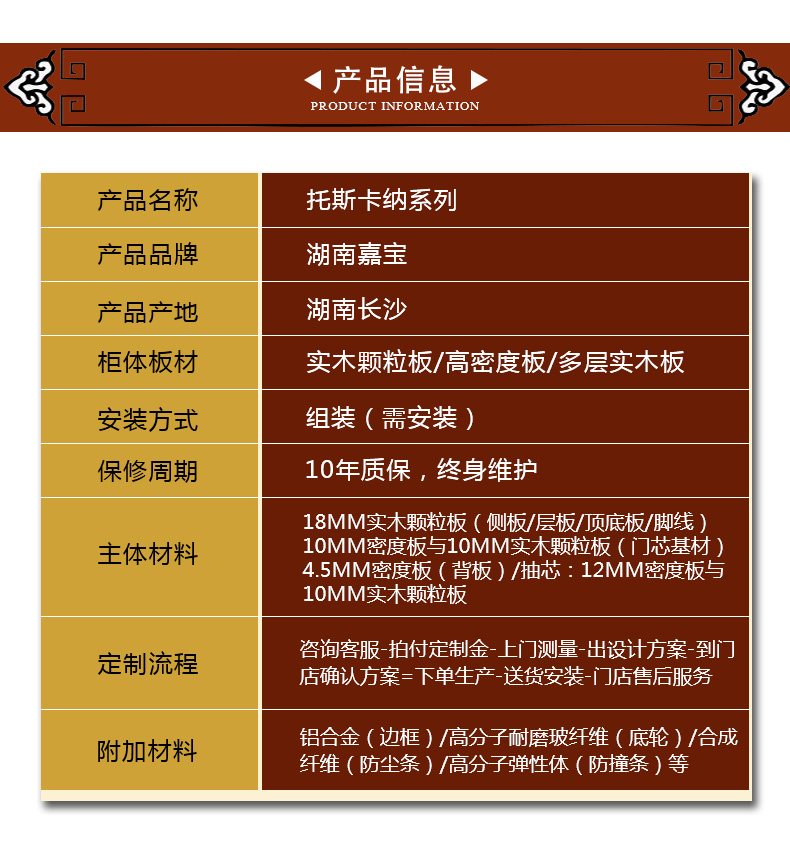 产品信息
PRODUCT INFORMATION
产品名称 托斯卡纳系列
产品品牌 湖南嘉宝
产品产地 湖南长沙
柜体板材 实木颗粒板/高密度板/多层实木板
安装方式 组装（需安装）
保修周期 10年质保，终身维护
主体材料
18MM实木颗粒板（侧板/层板/顶底板/脚线）
10MM密度板与10MM实木颗粒板（门芯基材）
4.5MM密度板（背板）/抽芯：12MM密度板与
10MM实木颗粒板
定制流程
咨询客服-拍付定制金-上门测量-出设计方案-到门
店确认方案=下单生产-送货安装-门店售后服务
附加材料
铝合金（边框）/高分子耐磨玻纤维（底轮）/合成
纤维（防尘条）/高分子弹性体（防撞条）等